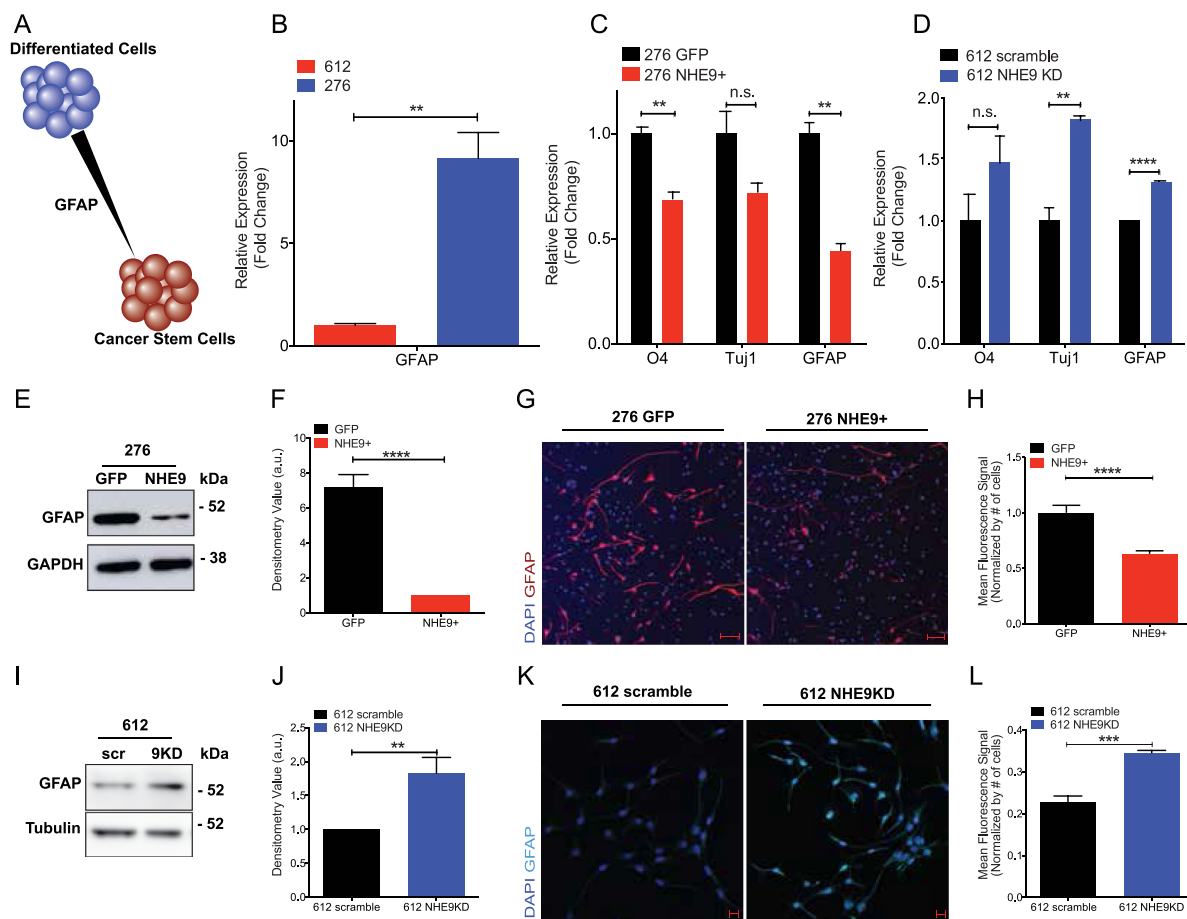 A
Differentiated Cells
GFAP
Cancer Stem Cells
B
612
276
Relative Expression
(Fold Change)
**
10
5
0
GFAP
C
276 GFP
276 NHE9+
Relative Expression
(Fold Change)
**
n.s.
**
1.0
0.5
0.0
O4
Tuj1
GFAP
D
612 scramble
612 NHE9 KD
Relative Expression
(Fold Change)
n.s.
**
****
2.0
1.5
1.0
0.5
0.0
O4
Tuj1
GFAP
E
276
GFP NHE9 kDa
GFAP
- 52
GAPDH
- 38
F
GFP
NHE9+
Densitometry Value (a.u.)
****
10
8
6
4
2
0
GFP
NHE9+
G
276 GFP
276 NHE9+
DAPI GFAP
H
GFP
NHE9+
Mean Fluorescence Signal
(Normalized by # of cells)
****
1.5
1.0
0.5
0.0
GFP
NHE9+
I
612
scr 9KD kDa
GFAP
- 52
Tubulin
- 52
J
612 scramble
612 NHE9KD
Densitometry Value (a.u.)
**
2.5
2.0
1.5
1.0
0.5
0.0
612 scramble 612 NHE9KD
K
612 scramble
612 NHE9KD
DAPI GFAP
L
612 scramble
612 NHE9KD
Mean Fluorescence Signal
(Normalized by # of cells)
***
0.4
0.3
0.2
0.1
0.0
612 scramble
612 NHE9KD